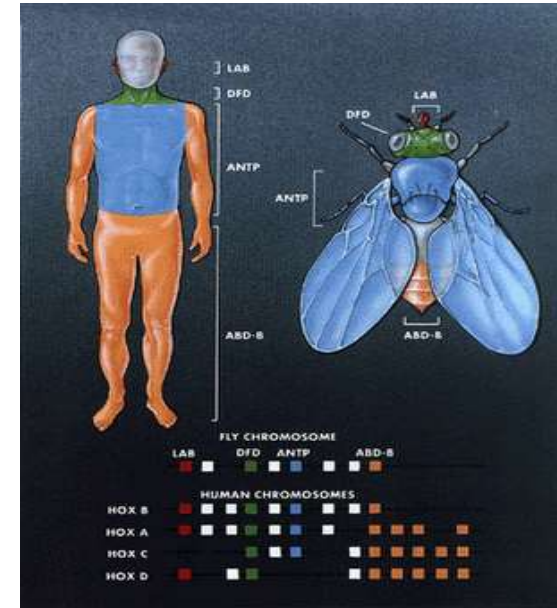 LAB
DFD
ANTP
ABD-B
LAB
DFD
ANTP
ABD-B
FLY CHROMOSOME
LAB DFD ANTP ABD-B
HUMAN CHROMOSOMES
HOX B
HOX A
HOX C
HOX D